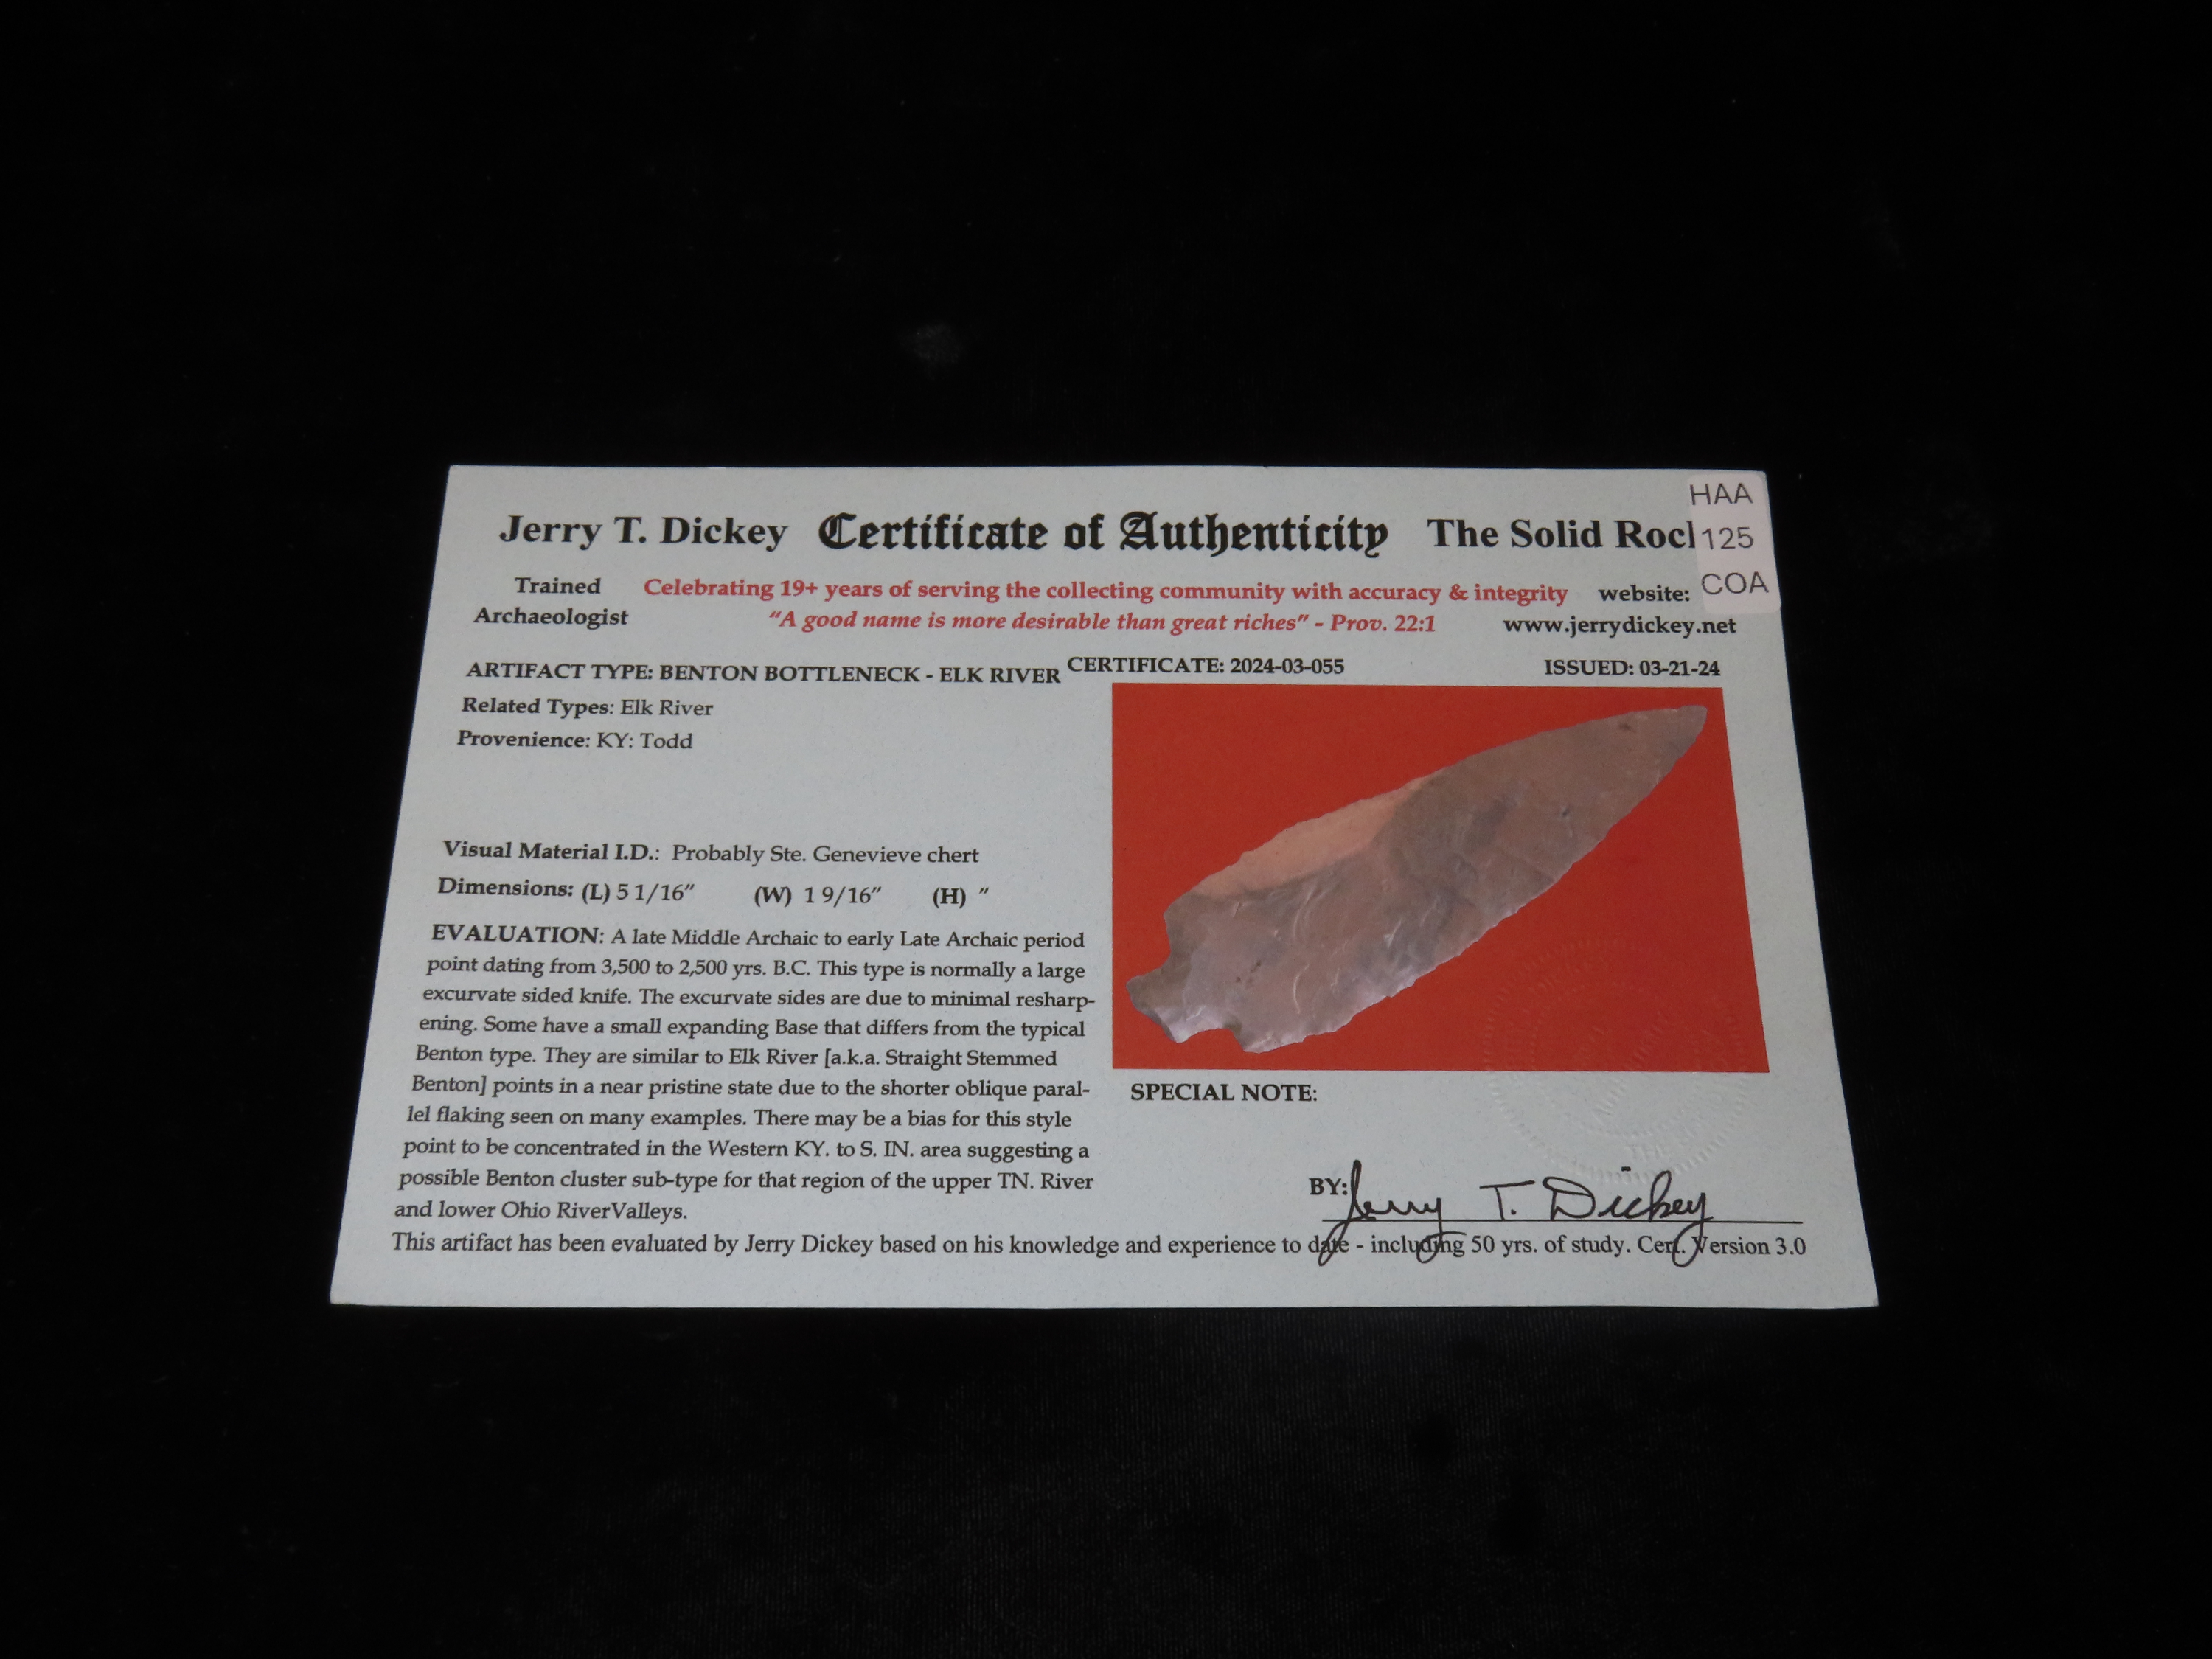 Jerry T. Dickey Certificate of Authenticity The Solid Roc
HAA
125
COA
Trained
Archaeologist
Celebrating 19+ years of serving the collecting community with accuracy & integrity
"A good name is more desirable than great riches" - Prov. 22:1
website:
www.jerrydickey.net
ARTIFACT TYPE: BENTON BOTTLENECK - ELK RIVER
CERTIFICATE: 2024-03-055
ISSUED: 03-21-24
Related Types: Elk River
Provenience: KY: Todd
Visual Material I.D.: Probably Ste. Genevieve chert
Dimensions: (L) 5 1/16" (W) 1 9/16" (H) "
EVALUATION: A late Middle Archaic to early Late Archaic period
point dating from 3,500 to 2,500 yrs. B.C. This type is normally a large
excurvate sided knife. The excurvate sides are due to minimal resharp-
ening. Some have a small expanding Base that differs from the typical
Benton type. They are similar to Elk River [a.k.a. Straight Stemmed
Benton] points in a near pristine state due to the shorter oblique paral-
lel flaking seen on many examples. There may be a bias for this style
point to be concentrated in the Western KY. to S. IN. area suggesting a
possible Benton cluster sub-type for that region of the upper TN. River
and lower Ohio RiverValleys.
SPECIAL NOTE:
BY: Jerry T. Dickey
This artifact has been evaluated by Jerry Dickey based on his knowledge and experience to date - including 50 yrs. of study. Cert. Version 3.0